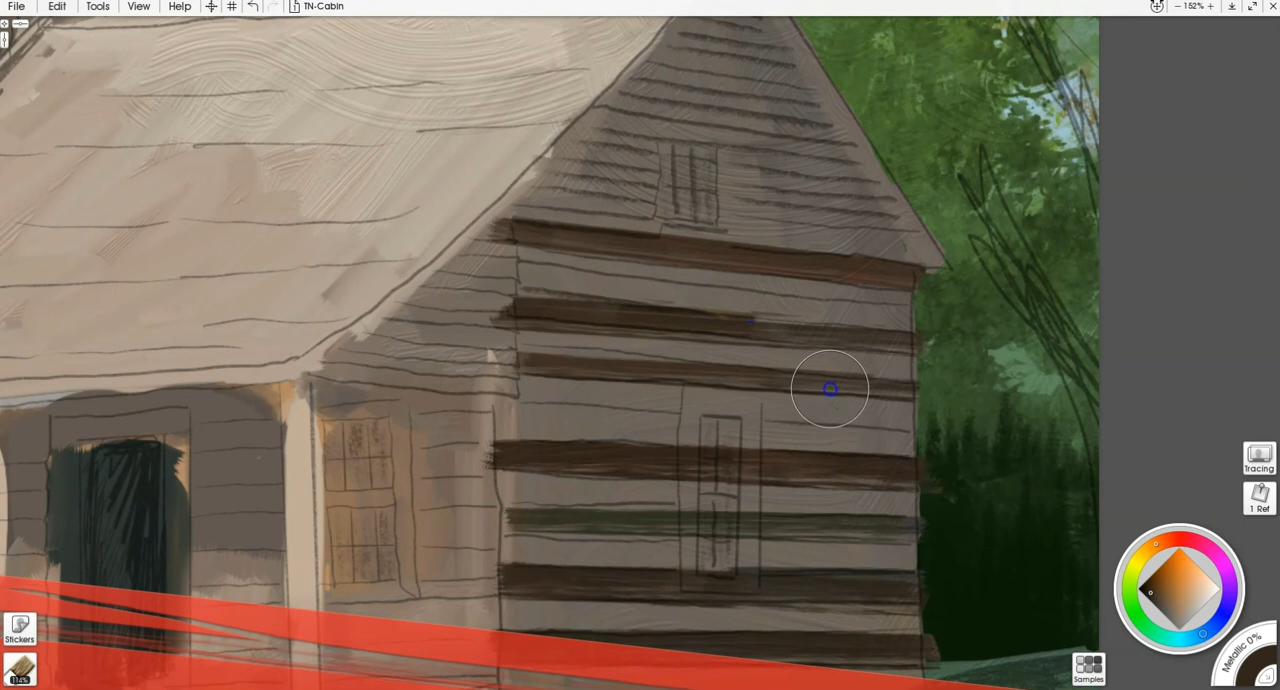 File Edit Tools View Help TN-Cabin − 152% +
Tracing
1 Ref
Stickers
Metallic 0%
Samples